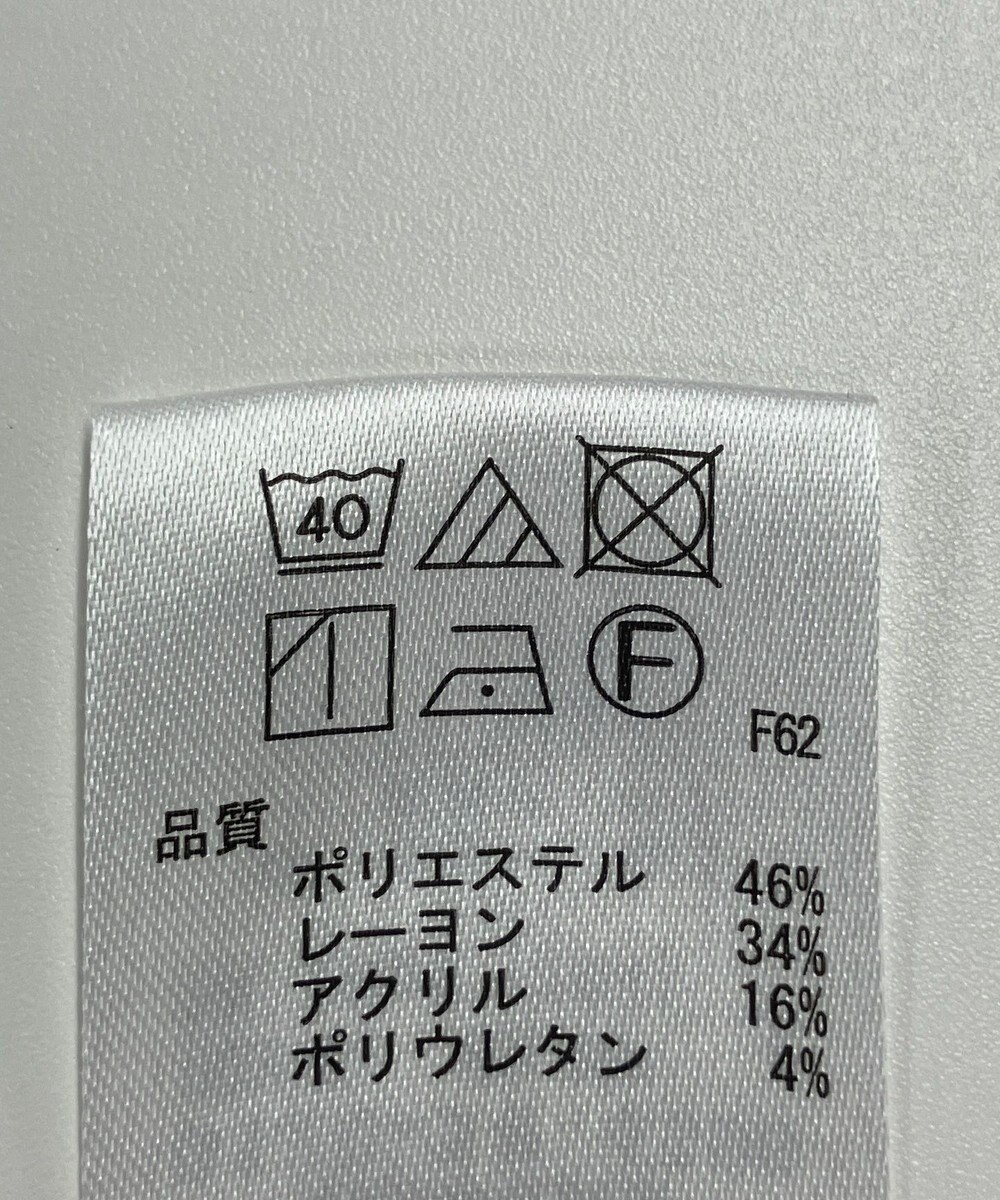 40
F
F62
品質
ポリエステル 46%
レーヨン 34%
アクリル 16%
ポリウレタン 4%